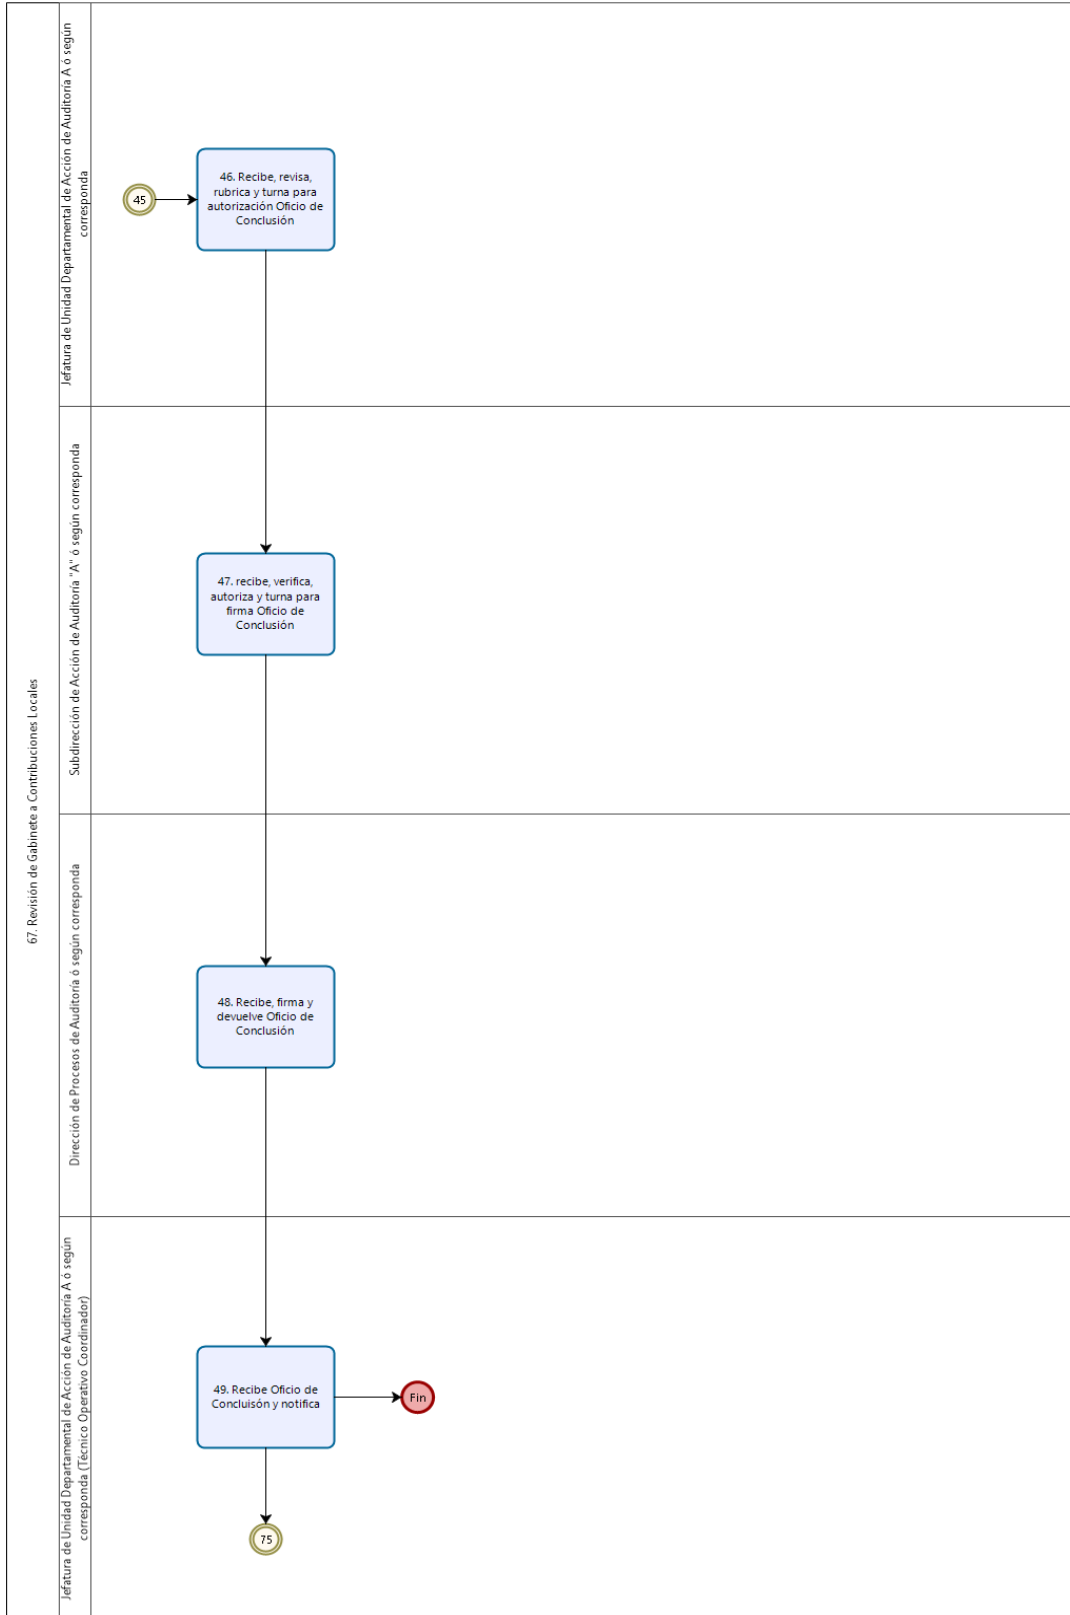 67. Revisión de Gabinete a Contribuciones Locales
Jefatura de Unidad Departamental de Acción de Auditoría A ó según
corresponda
45
46. Recibe, revisa,
rubrica y turna para
autorización Oficio de
Conclusión
Subdirección de Acción de Auditoría "A" ó según corresponda
47. recibe, verifica,
autoriza y turna para
firma Oficio de
Conclusión
Dirección de Procesos de Auditoría ó según corresponda
48. Recibe, firma y
devuelve Oficio de
Conclusión
Jefatura de Unidad Departamental de Acción de Auditoría A ó según
corresponda (Técnico Operativo Coordinador)
49. Recibe Oficio de
Concluisón y notifica
Fin
75